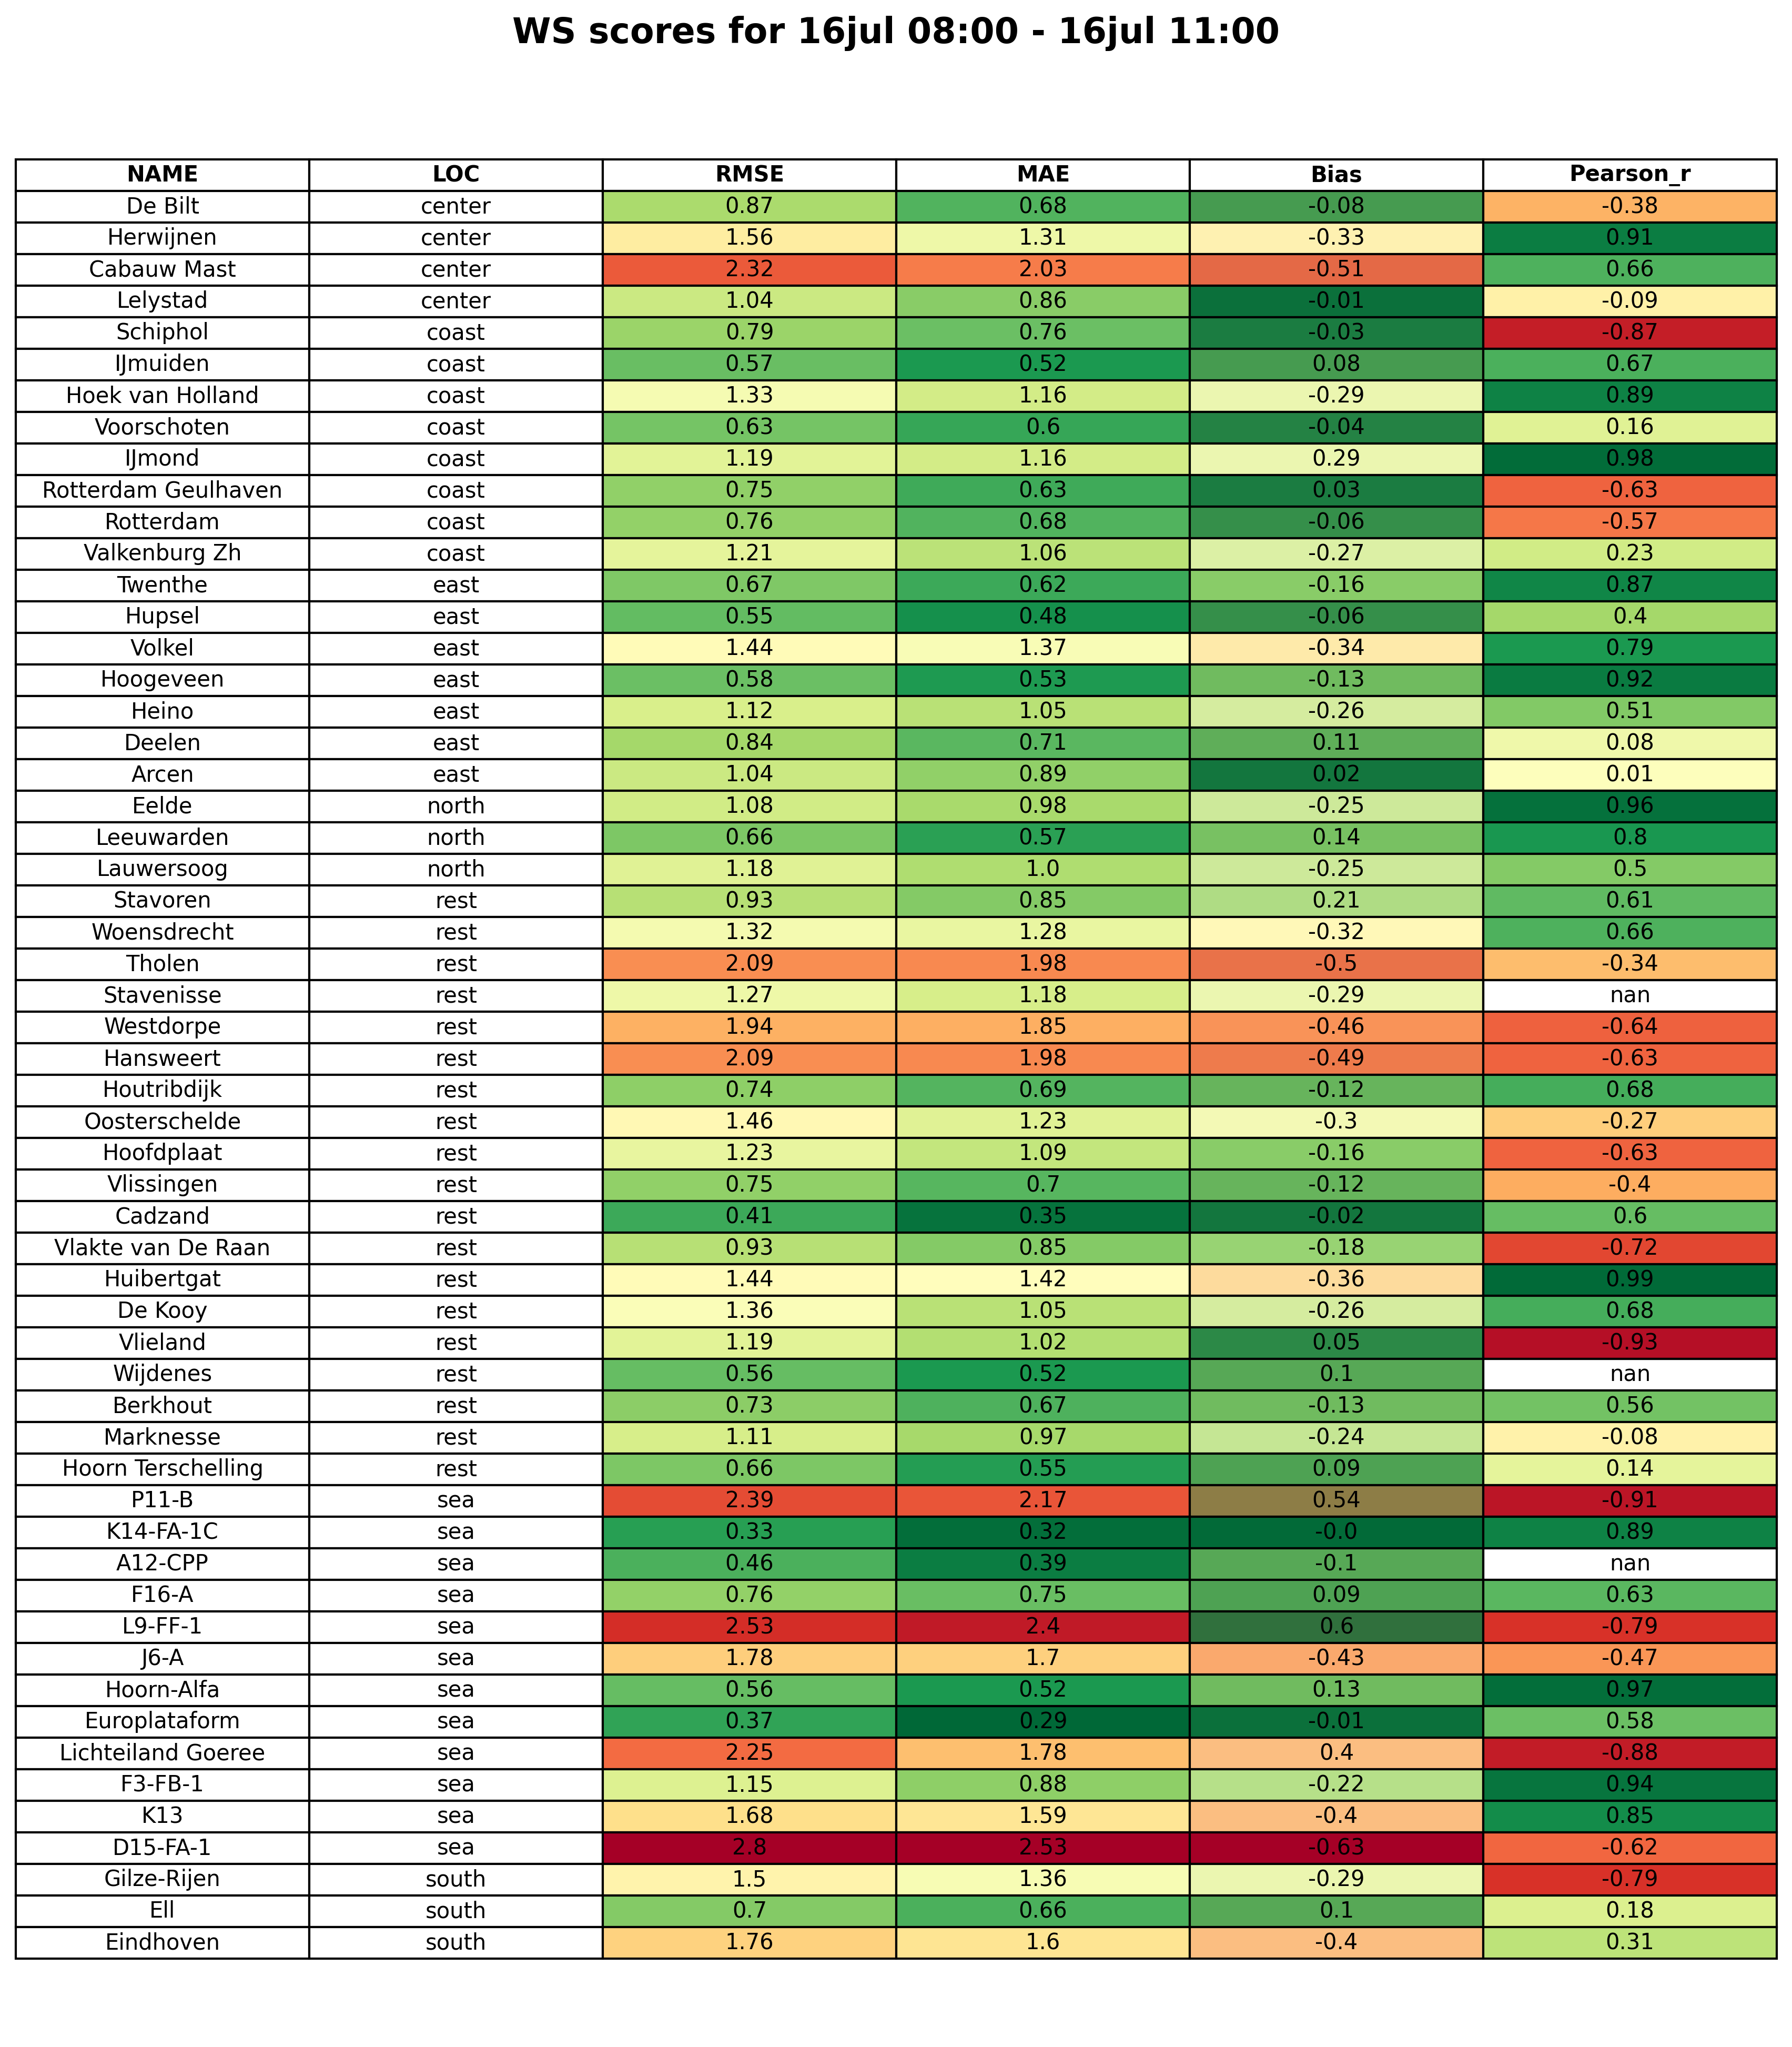 WS scores for 16jul 08:00 - 16jul 11:00
NAME LOC RMSE MAE Bias Pearson_r
De Bilt center 0.87 0.68 -0.08 -0.38
Herwijnen center 1.56 1.31 -0.33 0.91
Cabauw Mast center 2.32 2.03 -0.51 0.66
Lelystad center 1.04 0.86 -0.01 -0.09
Schiphol coast 0.79 0.76 -0.03 -0.87
IJmuiden coast 0.57 0.52 0.08 0.67
Hoek van Holland coast 1.33 1.16 -0.29 0.89
Voorschoten coast 0.63 0.6 -0.04 0.16
IJmond coast 1.19 1.16 0.29 0.98
Rotterdam Geulhaven coast 0.75 0.63 0.03 -0.63
Rotterdam coast 0.76 0.68 -0.06 -0.57
Valkenburg Zh coast 1.21 1.06 -0.27 0.23
Twenthe east 0.67 0.62 -0.16 0.87
Hupsel east 0.55 0.48 -0.06 0.4
Volkel east 1.44 1.37 -0.34 0.79
Hoogeveen east 0.58 0.53 -0.13 0.92
Heino east 1.12 1.05 -0.26 0.51
Deelen east 0.84 0.71 0.11 0.08
Arcen east 1.04 0.89 0.02 0.01
Eelde north 1.08 0.98 -0.25 0.96
Leeuwarden north 0.66 0.57 0.14 0.8
Lauwersoog north 1.18 1.0 -0.25 0.5
Stavoren rest 0.93 0.85 0.21 0.61
Woensdrecht rest 1.32 1.28 -0.32 0.66
Tholen rest 2.09 1.98 -0.5 -0.34
Stavenisse rest 1.27 1.18 -0.29 nan
Westdorpe rest 1.94 1.85 -0.46 -0.64
Hansweert rest 2.09 1.98 -0.49 -0.63
Houtribdijk rest 0.74 0.69 -0.12 0.68
Oosterschelde rest 1.46 1.23 -0.3 -0.27
Hoofdplaat rest 1.23 1.09 -0.16 -0.63
Vlissingen rest 0.75 0.7 -0.12 -0.4
Cadzand rest 0.41 0.35 -0.02 0.6
Vlakte van De Raan rest 0.93 0.85 -0.18 -0.72
Huibertgat rest 1.44 1.42 -0.36 0.99
De Kooy rest 1.36 1.05 -0.26 0.68
Vlieland rest 1.19 1.02 0.05 -0.93
Wijdenes rest 0.56 0.52 0.1 nan
Berkhout rest 0.73 0.67 -0.13 0.56
Marknesse rest 1.11 0.97 -0.24 -0.08
Hoorn Terschelling rest 0.66 0.55 0.09 0.14
P11-B sea 2.39 2.17 0.54 -0.91
K14-FA-1C sea 0.33 0.32 -0.0 0.89
A12-CPP sea 0.46 0.39 -0.1 nan
F16-A sea 0.76 0.75 0.09 0.63
L9-FF-1 sea 2.53 2.4 0.6 -0.79
J6-A sea 1.78 1.7 -0.43 -0.47
Hoorn-Alfa sea 0.56 0.52 0.13 0.97
Europlataform sea 0.37 0.29 -0.01 0.58
Lichteiland Goeree sea 2.25 1.78 0.4 -0.88
F3-FB-1 sea 1.15 0.88 -0.22 0.94
K13 sea 1.68 1.59 -0.4 0.85
D15-FA-1 sea 2.8 2.53 -0.63 -0.62
Gilze-Rijen south 1.5 1.36 -0.29 -0.79
Ell south 0.7 0.66 0.1 0.18
Eindhoven south 1.76 1.6 -0.4 0.31